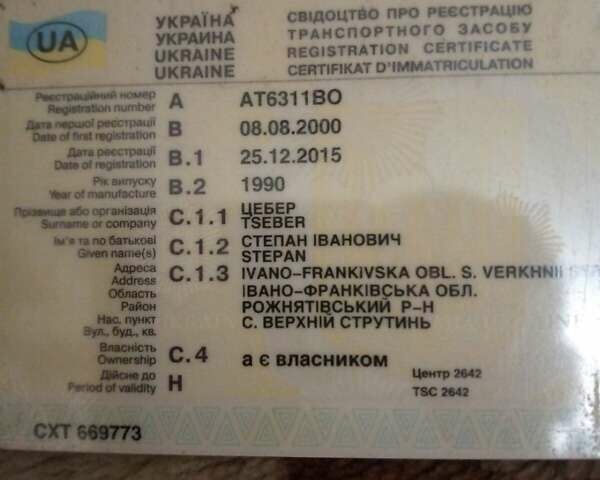 UA
УКРАЇНА
УКРАИНА
UKRAINE
UKRAINE
СВІДОЦТВО ПРО РЕЄСТРАЦІЮ
ТРАНСПОРТНОГО ЗАСОБУ
REGISTRATION CERTIFICATE
CERTIFIKAT D'IMMATRICULATION
Реєстраційний номер
Registration number A AT6311BO
Дата першої реєстрації
Date of first registration B 08.08.2000
Дата реєстрації
Date of registration B.1 25.12.2015
Рік випуску
Year of manufacture B.2 1990
Прізвище або організація C.1.1 ЦЕБЕР
Surname or company TSEBER
Ім'я та по батькові C.1.2 СТЕПАН ІВАНОВИЧ
Given name(s) STEPAN
Адреса C.1.3 IVANO-FRANKIVSKA OBL. S. VERKHNII
Address
Область ІВАНО-ФРАНКІВСЬКА ОБЛ.
Район РОЖНЯТІВСЬКИЙ Р-Н
Нас. пункт С. ВЕРХНІЙ СТРУТИНЬ
Вул., буд., кв.
Власність
Ownership C.4 а є власником
Дійсне до
Period of validity H
Центр 2642
TSC 2642
СХТ 669773